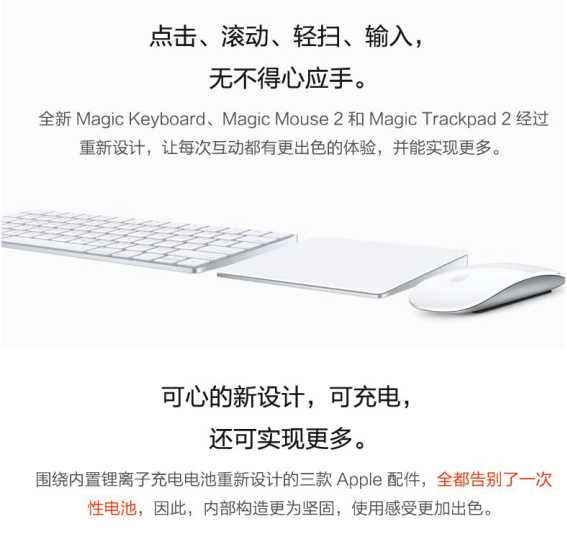 点击、滚动、轻扫、输入，
无不得心应手。
全新 Magic Keyboard、Magic Mouse 2 和 Magic Trackpad 2 经过
重新设计，让每次互动都有更出色的体验，并能实现更多。
可心的新设计，可充电，
还可实现更多。
围绕内置锂离子充电电池重新设计的三款 Apple 配件，全都告别了一次
性电池，因此，内部构造更为坚固，使用感受更加出色。